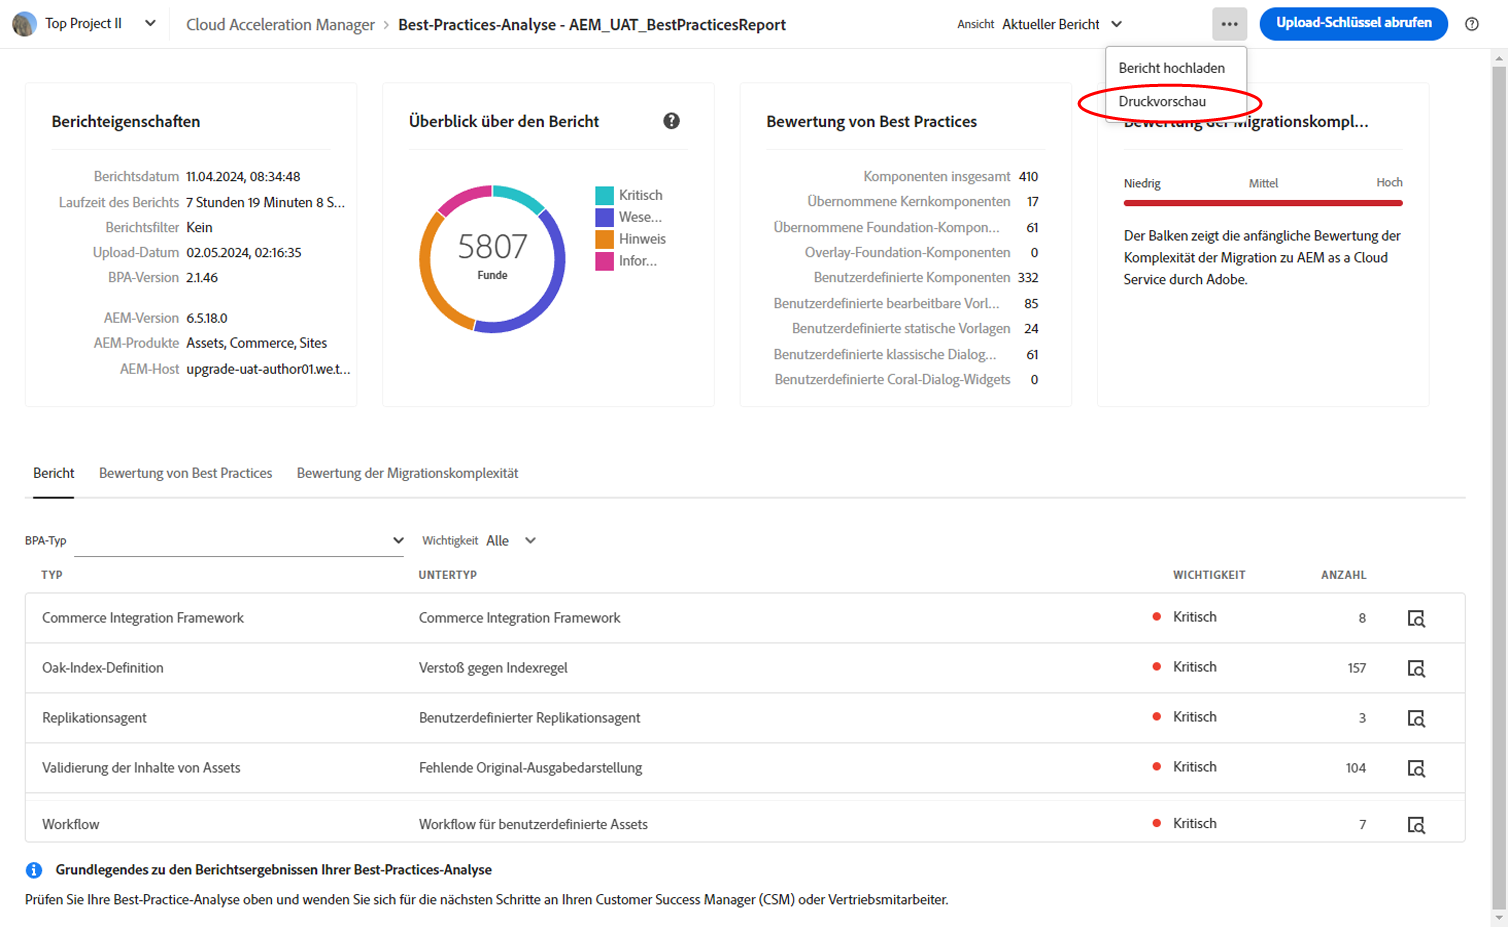 Top Project II
Cloud Acceleration Manager > Best-Practices-Analyse - AEM_UAT_BestPracticesReport
Ansicht Aktueller Bericht
Upload-Schlüssel abrufen
Bericht hochladen
Druckvorschau
Berichteigenschaften
Berichtsdatum 11.04.2024, 08:34:48
Laufzeit des Berichts 7 Stunden 19 Minuten 8 S...
Berichtsfilter Kein
Upload-Datum 02.05.2024, 02:16:35
BPA-Version 2.1.46
AEM-Version 6.5.18.0
AEM-Produkte Assets, Commerce, Sites
AEM-Host upgrade-uat-author01.we.t...
Überblick über den Bericht
5807
Funde
Kritisch
Wese...
Hinweis
Infor...
Bewertung von Best Practices
Komponenten insgesamt 410
Übernommene Kernkomponenten 17
Übernommene Foundation-Kompon... 61
Overlay-Foundation-Komponenten 0
Benutzerdefinierte Komponenten 332
Benutzerdefinierte bearbeitbare Vorl... 85
Benutzerdefinierte statische Vorlagen 24
Benutzerdefinierte klassische Dialog... 61
Benutzerdefinierte Coral-Dialog-Widgets 0
Bewertung der Migrationskompl...
Niedrig Mittel Hoch
Der Balken zeigt die anfängliche Bewertung der
Komplexität der Migration zu AEM as a Cloud
Service durch Adobe.
Bericht Bewertung von Best Practices Bewertung der Migrationskomplexität
BPA-Typ Wichtigkeit Alle
TYP UNTERTYP WICHTIGKEIT ANZAHL
Commerce Integration Framework Commerce Integration Framework Kritisch 8
Oak-Index-Definition Verstoß gegen Indexregel Kritisch 157
Replikationsagent Benutzerdefinierter Replikationsagent Kritisch 3
Validierung der Inhalte von Assets Fehlende Original-Ausgabedarstellung Kritisch 104
Workflow Workflow für benutzerdefinierte Assets Kritisch 7
Grundlegendes zu den Berichtsergebnissen Ihrer Best-Practices-Analyse
Prüfen Sie Ihre Best-Practice-Analyse oben und wenden Sie sich für die nächsten Schritte an Ihren Customer Success Manager (CSM) oder Vertriebsmitarbeiter.